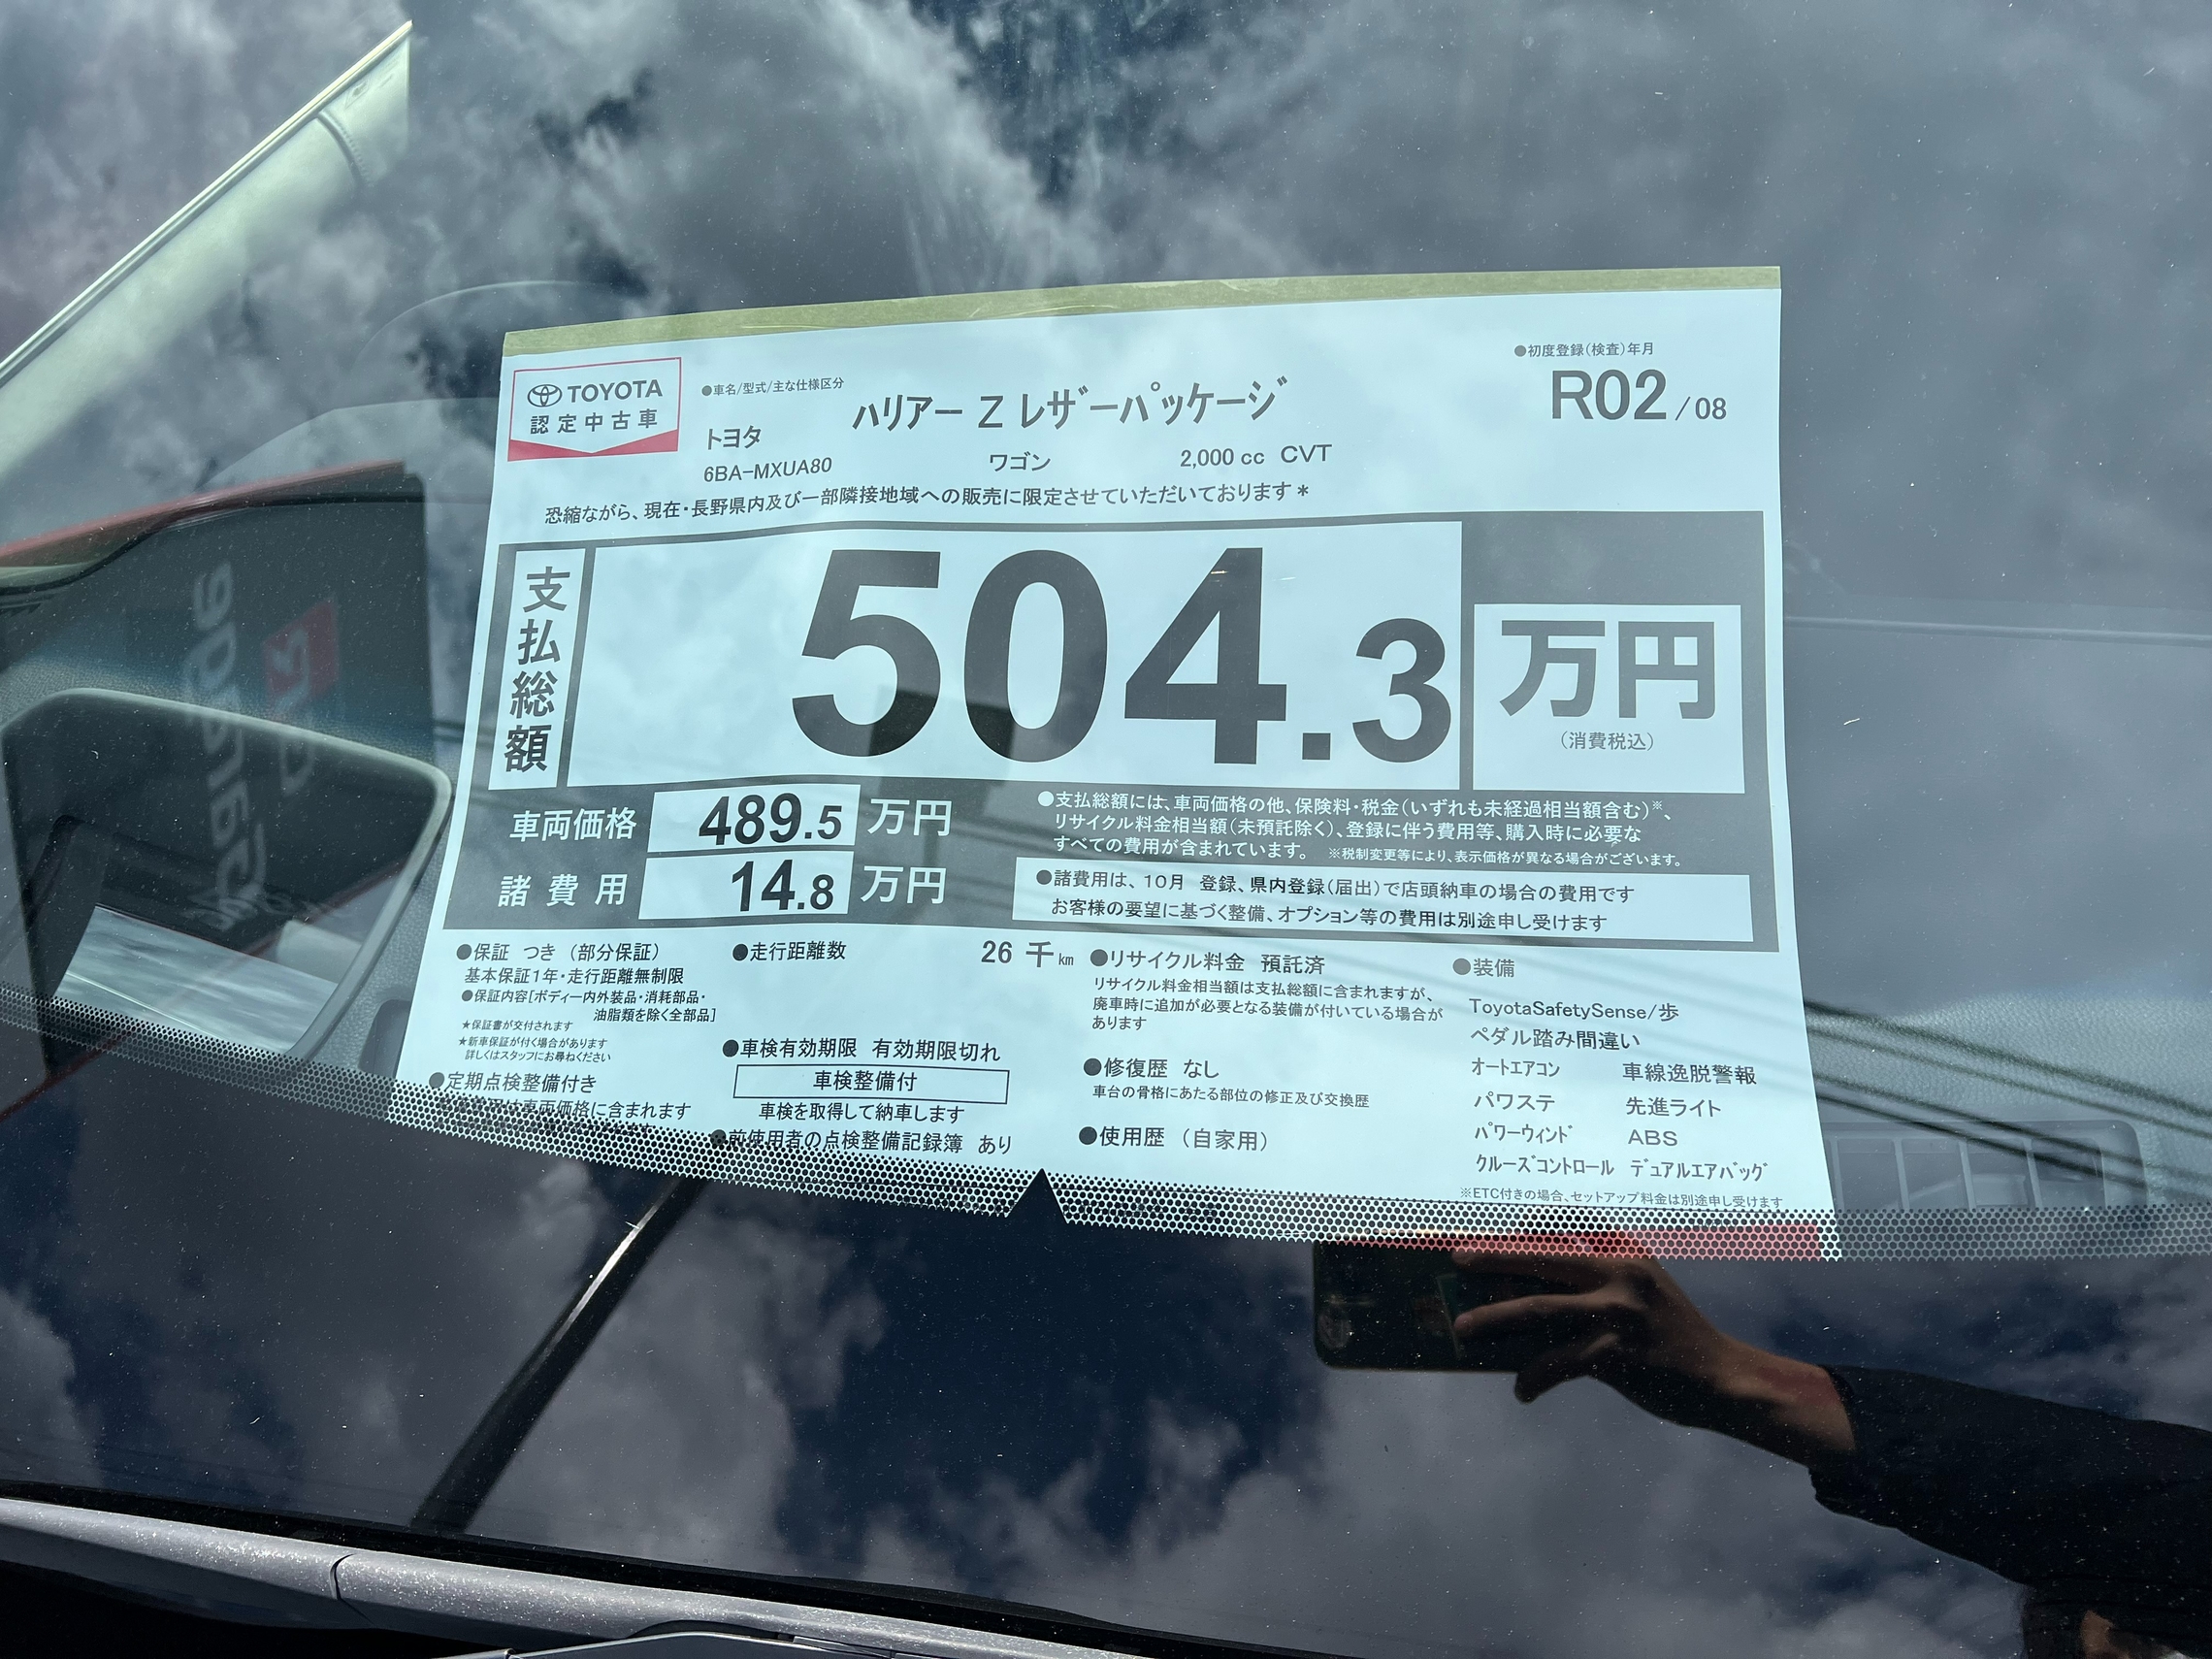 TOYOTA
認定中古車
●車名/型式/主な仕様区分
トヨタ
ハリアー Z レザーパッケージ
6BA-MXUA80 ワゴン 2,000 cc CVT
●初度登録(検査)年月
R02/08
恐縮ながら、現在・長野県内及び一部隣接地域への販売に限定させていただいております*
支払総額
504.3
万円
(消費税込)
車両価格 489.5 万円
諸費用 14.8 万円
●支払総額には、車両価格の他、保険料・税金(いずれも未経過相当額含む)※、
リサイクル料金相当額(未預託除く)、登録に伴う費用等、購入時に必要な
すべての費用が含まれています。 ※税制変更等により、表示価格が異なる場合がございます。
●諸費用は、10月 登録、県内登録(届出)で店頭納車の場合の費用です
お客様の要望に基づく整備、オプション等の費用は別途申し受けます
●保証 つき (部分保証)
基本保証1年・走行距離無制限
●保証内容[ボディー内外装品・消耗部品・
油脂類を除く全部品]
★保証書が交付されます
★新車保証が付く場合があります
詳しくはスタッフにお尋ねください
●定期点検整備付き
車両価格に含まれます
●走行距離数 26 千km
●車検有効期限 有効期限切れ
車検整備付
車検を取得して納車します
●前使用者の点検整備記録簿 あり
●リサイクル料金 預託済
リサイクル料金相当額は支払総額に含まれますが、
廃車時に追加が必要となる装備が付いている場合が
あります
●修復歴 なし
車台の骨格にあたる部位の修正及び交換歴
●使用歴 (自家用)
●装備
ToyotaSafetySense/歩
ペダル踏み間違い
オートエアコン 車線逸脱警報
パワステ 先進ライト
パワーウィンド ABS
クルーズコントロール デュアルエアバッグ
※ETC付きの場合、セットアップ料金は別途申し受けます